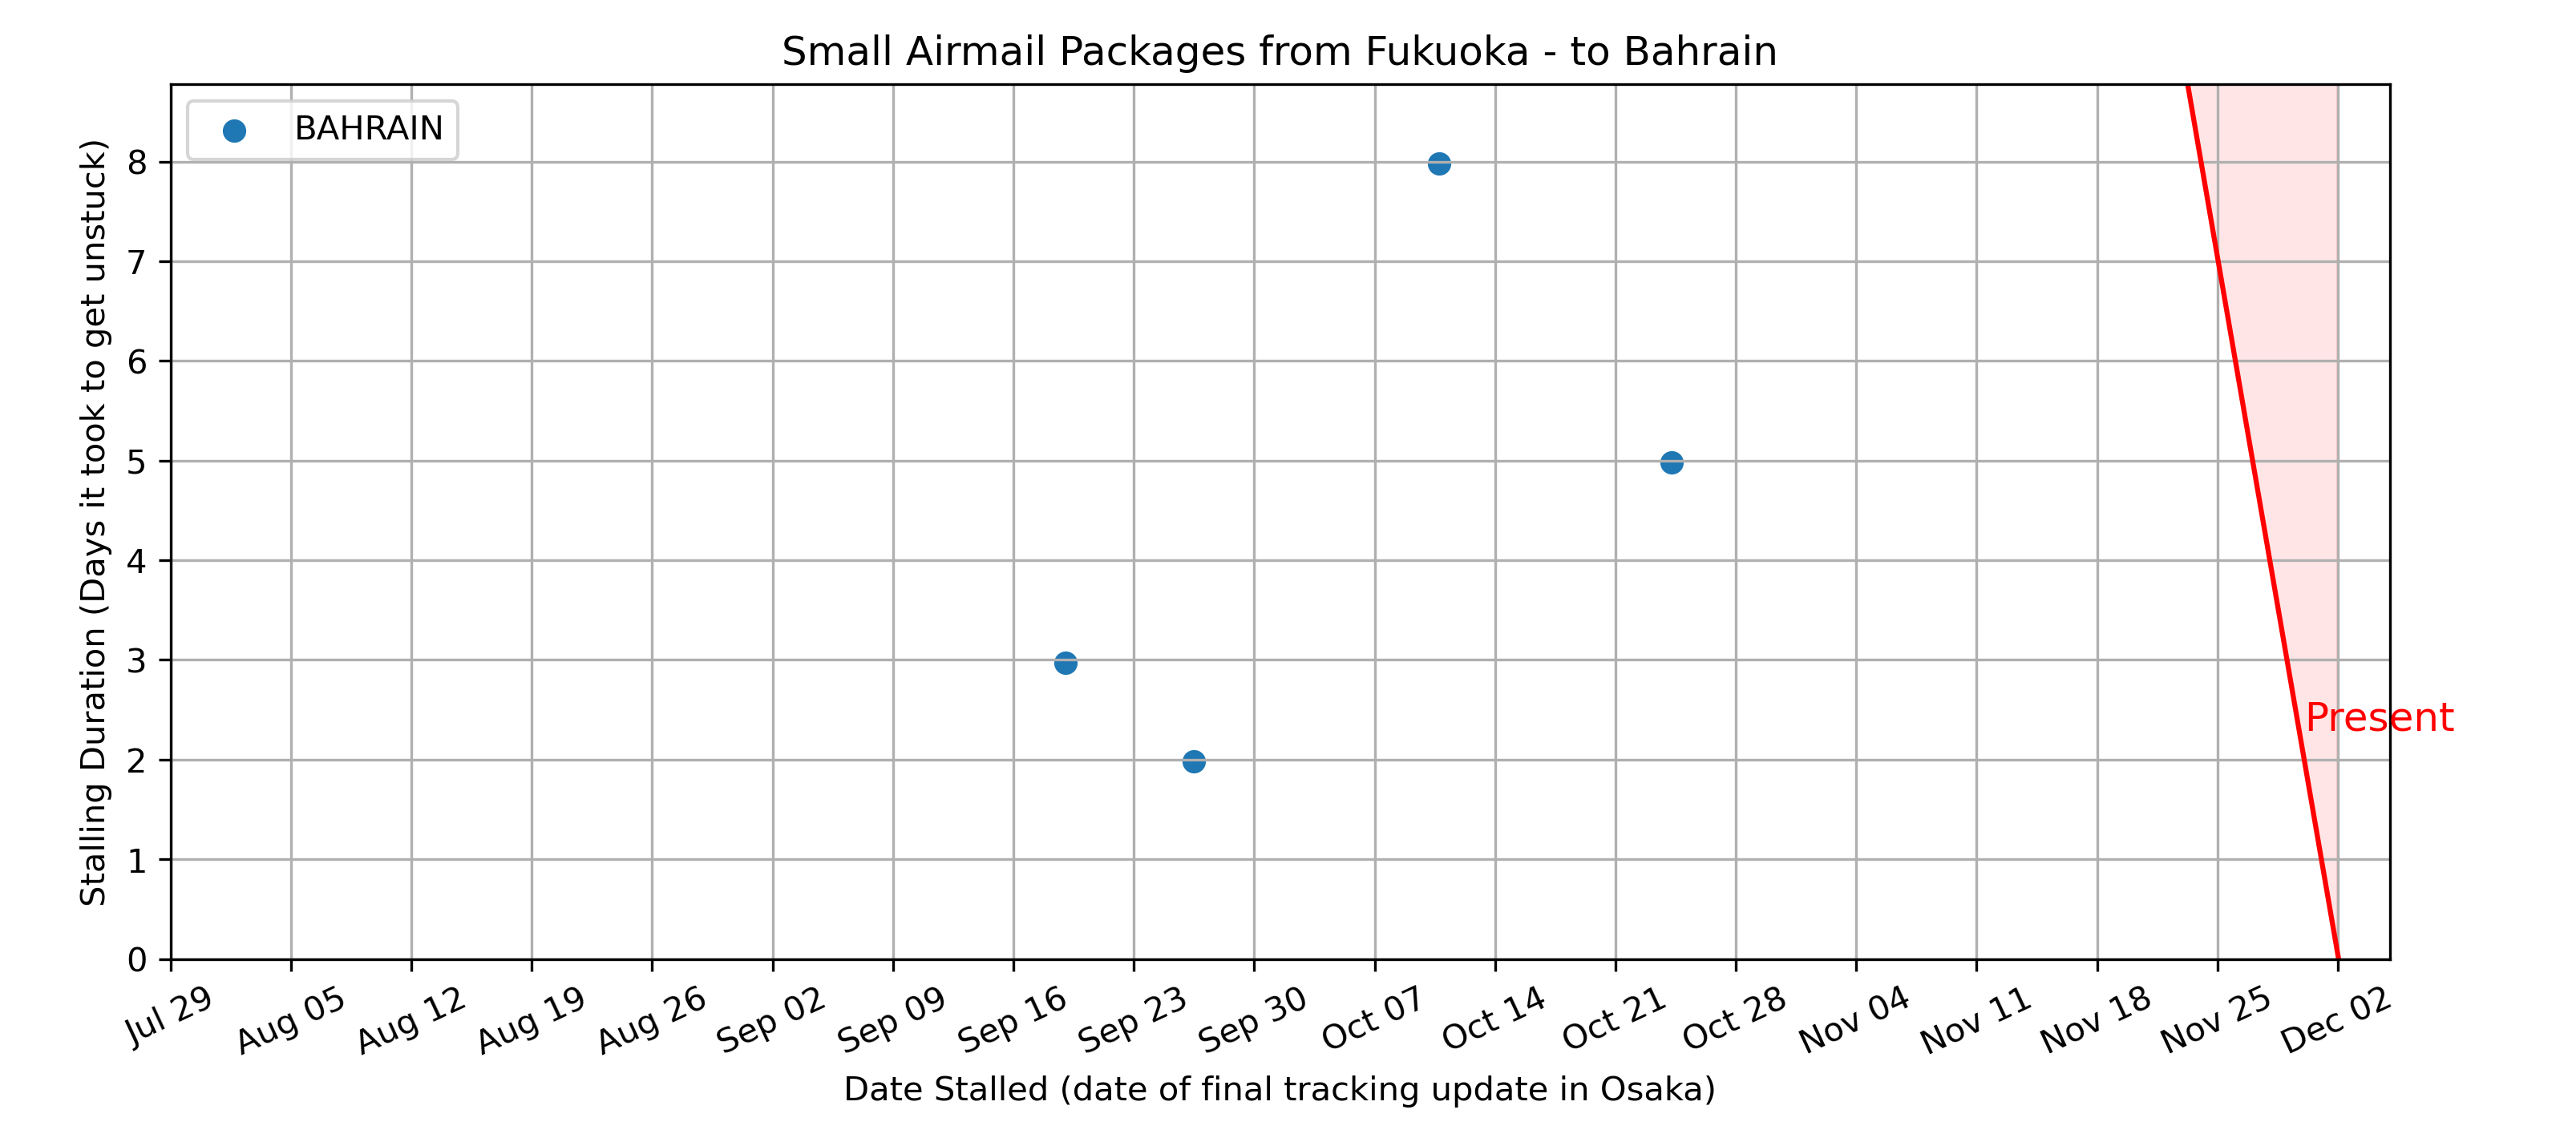 Small Airmail Packages from Fukuoka - to Bahrain
BAHRAIN
Stalling Duration (Days it took to get unstuck)
8
7
6
5
4
3
2
1
0
Present
Jul 29
Aug 05
Aug 12
Aug 19
Aug 26
Sep 02
Sep 09
Sep 16
Sep 23
Sep 30
Oct 07
Oct 14
Oct 21
Oct 28
Nov 04
Nov 11
Nov 18
Nov 25
Dec 02
Date Stalled (date of final tracking update in Osaka)